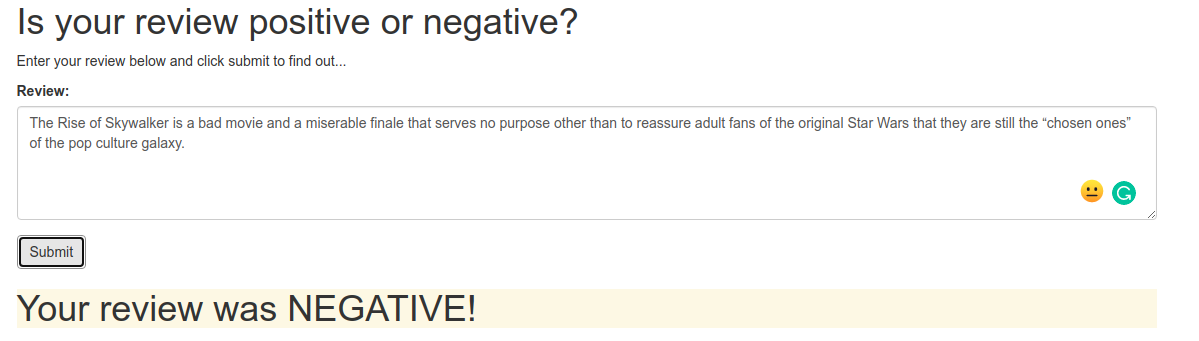 Is your review positive or negative?
Enter your review below and click submit to find out...
Review:
The Rise of Skywalker is a bad movie and a miserable finale that serves no purpose other than to reassure adult fans of the original Star Wars that they are still the “chosen ones”
of the pop culture galaxy.
Submit
Your review was NEGATIVE!